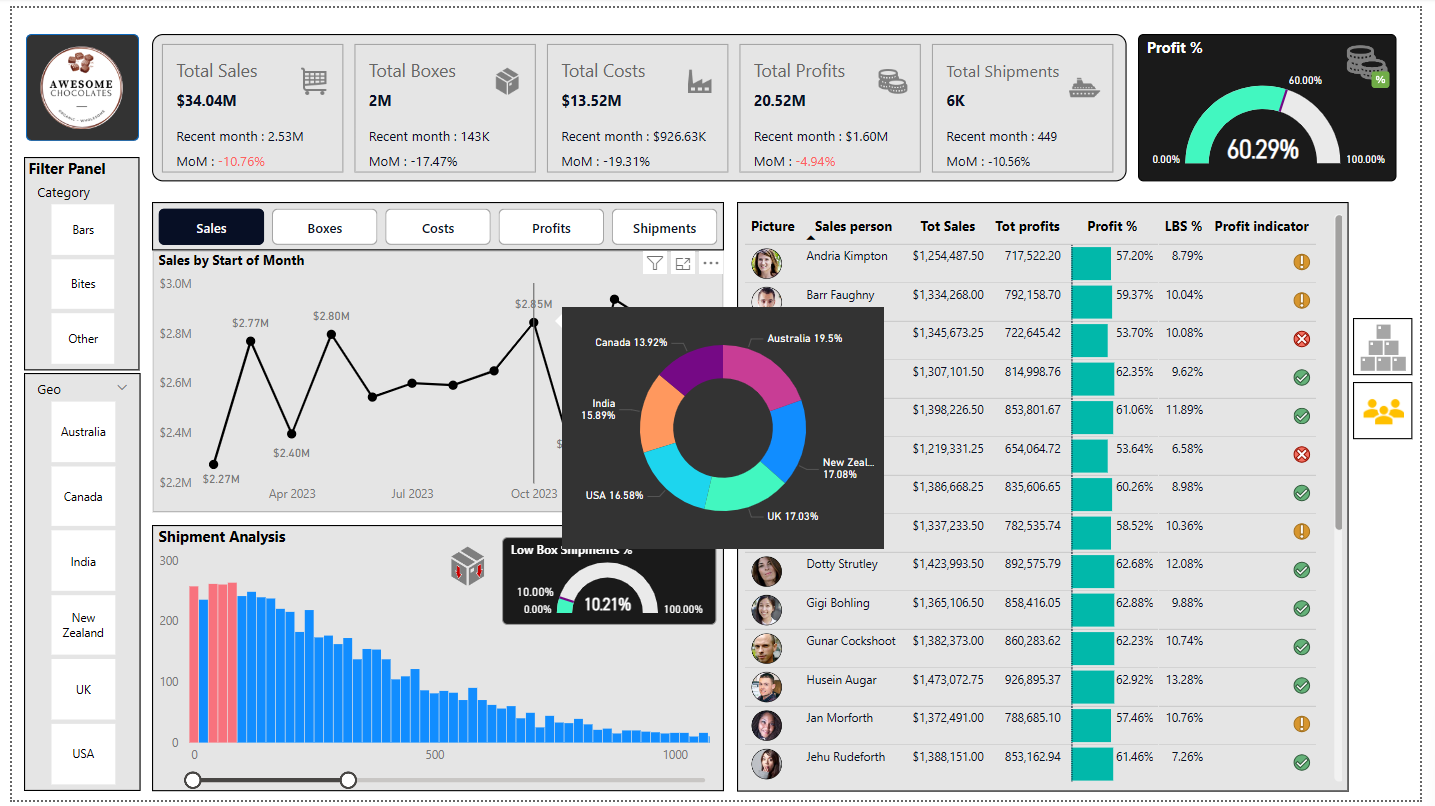 AWESOME
CHOCOLATES
ORGANIC • WHOLESOME
Total Sales
$34.04M
Recent month : 2.53M
MoM : -10.76%
Total Boxes
2M
Recent month : 143K
MoM : -17.47%
Total Costs
$13.52M
Recent month : $926.63K
MoM : -19.31%
Total Profits
20.52M
Recent month : $1.60M
MoM : -4.94%
Total Shipments
6K
Recent month : 449
MoM : -10.56%
Profit %
%
60.00%
60.29%
0.00%
100.00%
Filter Panel
Category
Bars
Bites
Other
Geo
Australia
Canada
India
New
Zealand
UK
USA
Sales Boxes Costs Profits Shipments
Sales by Start of Month
$3.0M
$2.8M
$2.6M
$2.4M
$2.2M
$2.27M
$2.77M
$2.40M
$2.80M
$2.85M
Apr 2023 Jul 2023 Oct 2023
Canada 13.92%
Australia 19.5%
India
15.89%
New Zeal...
17.08%
USA 16.58%
UK 17.03%
Shipment Analysis
300
200
100
0
0 500 1000
Low Box Shipments %
10.00%
0.00%
10.21%
100.00%
Picture Sales person Tot Sales Tot profits Profit % LBS % Profit indicator
Andria Kimpton $1,254,487.50 717,522.20 57.20% 8.79%
Barr Faughny $1,334,268.00 792,158.70 59.37% 10.04%
$1,345,673.25 722,645.42 53.70% 10.08%
$1,307,101.50 814,998.76 62.35% 9.62%
$1,398,226.50 853,801.67 61.06% 11.89%
$1,219,331.25 654,064.72 53.64% 6.58%
$1,386,668.25 835,606.65 60.26% 8.98%
$1,337,233.50 782,535.74 58.52% 10.36%
Dotty Strutley $1,423,993.50 892,575.79 62.68% 12.08%
Gigi Bohling $1,365,106.50 858,416.05 62.88% 9.88%
Gunar Cockshoot $1,382,373.00 860,283.62 62.23% 10.74%
Husein Augar $1,473,072.75 926,895.37 62.92% 13.28%
Jan Morforth $1,372,491.00 788,685.10 57.46% 10.76%
Jehu Rudeforth $1,388,151.00 853,162.94 61.46% 7.26%